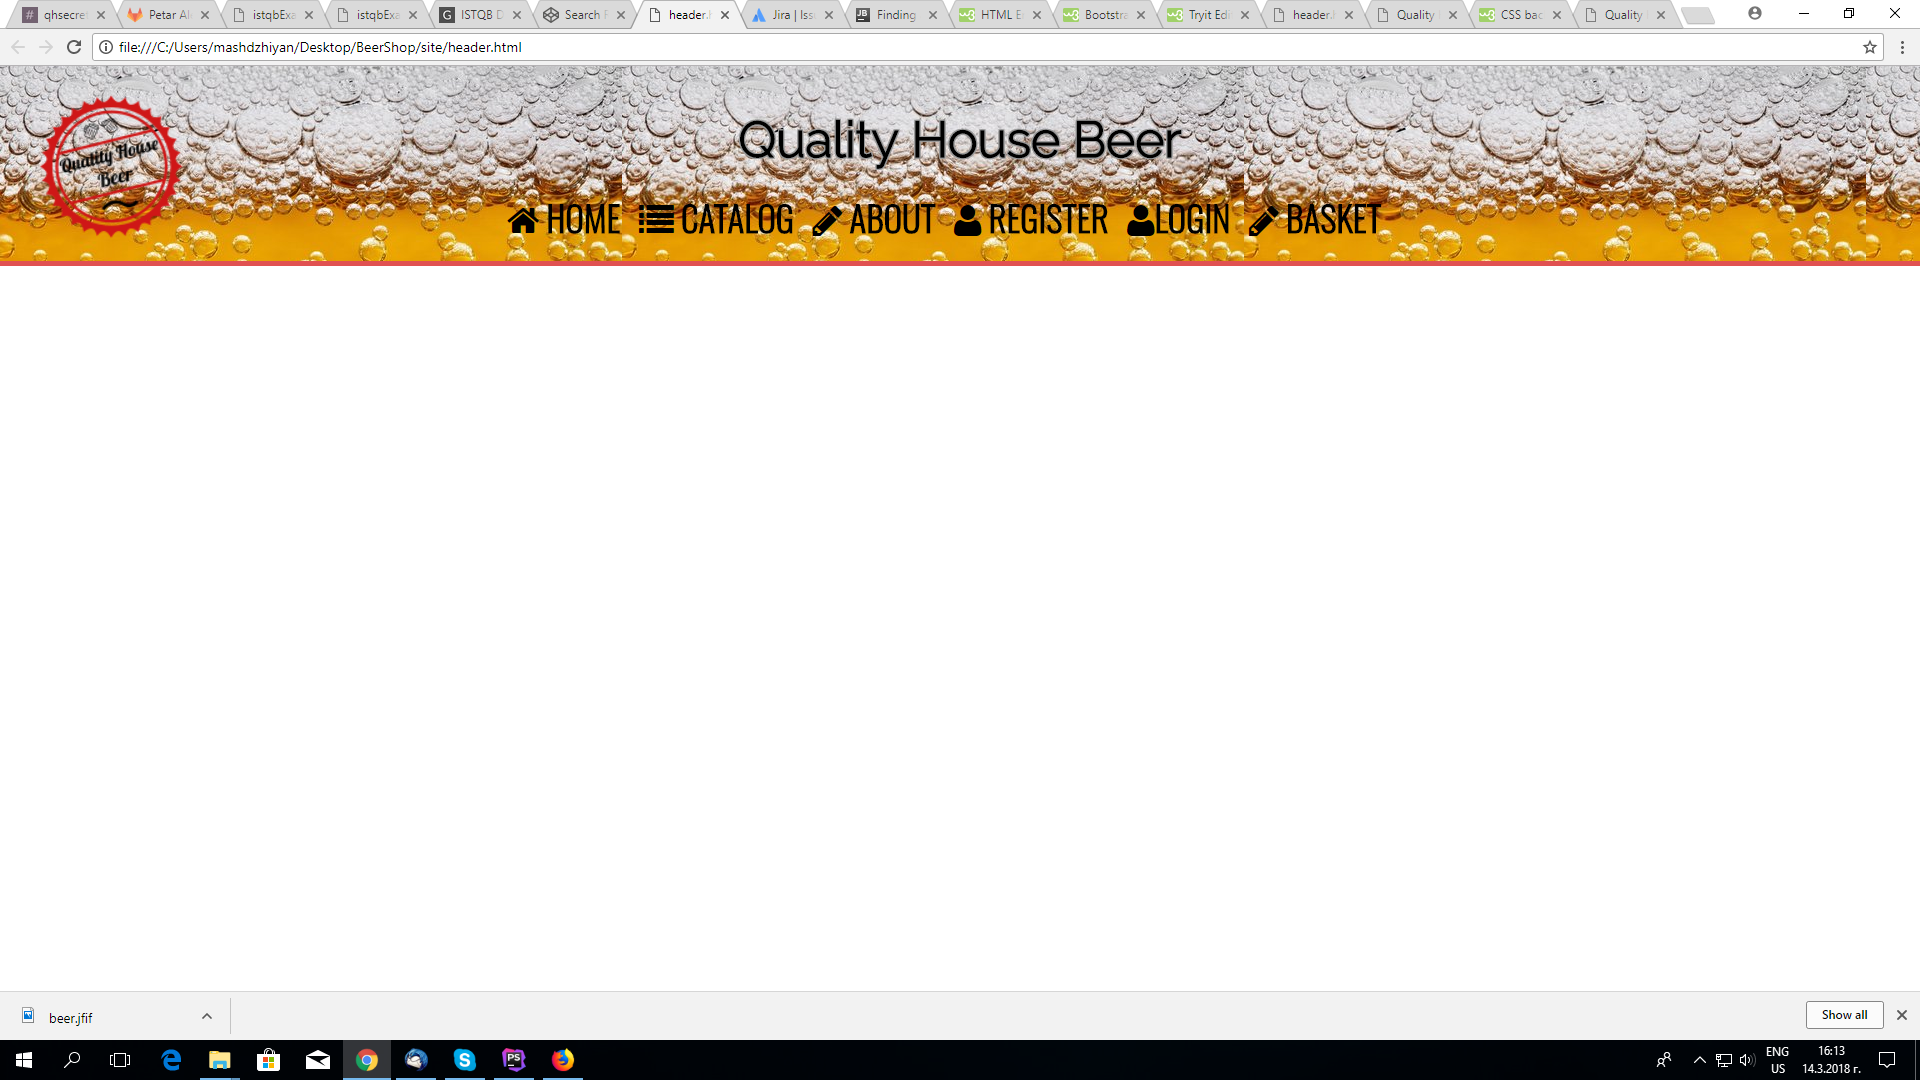 qhsecre
Petar Al
istqbExa
istqbExa
ISTQB D
Search F
header.
Jira | Iss
Finding
HTML E
Bootstra
Tryit Edi
header.
Quality
CSS bac
Quality
file:///C:/Users/mashdzhiyan/Desktop/BeerShop/site/header.html
Quality House
Beer
Quality House Beer
HOME CATALOG ABOUT REGISTER LOGIN BASKET
beer.jfif
Show all
ENG
US
16:13
14.3.2018 г.